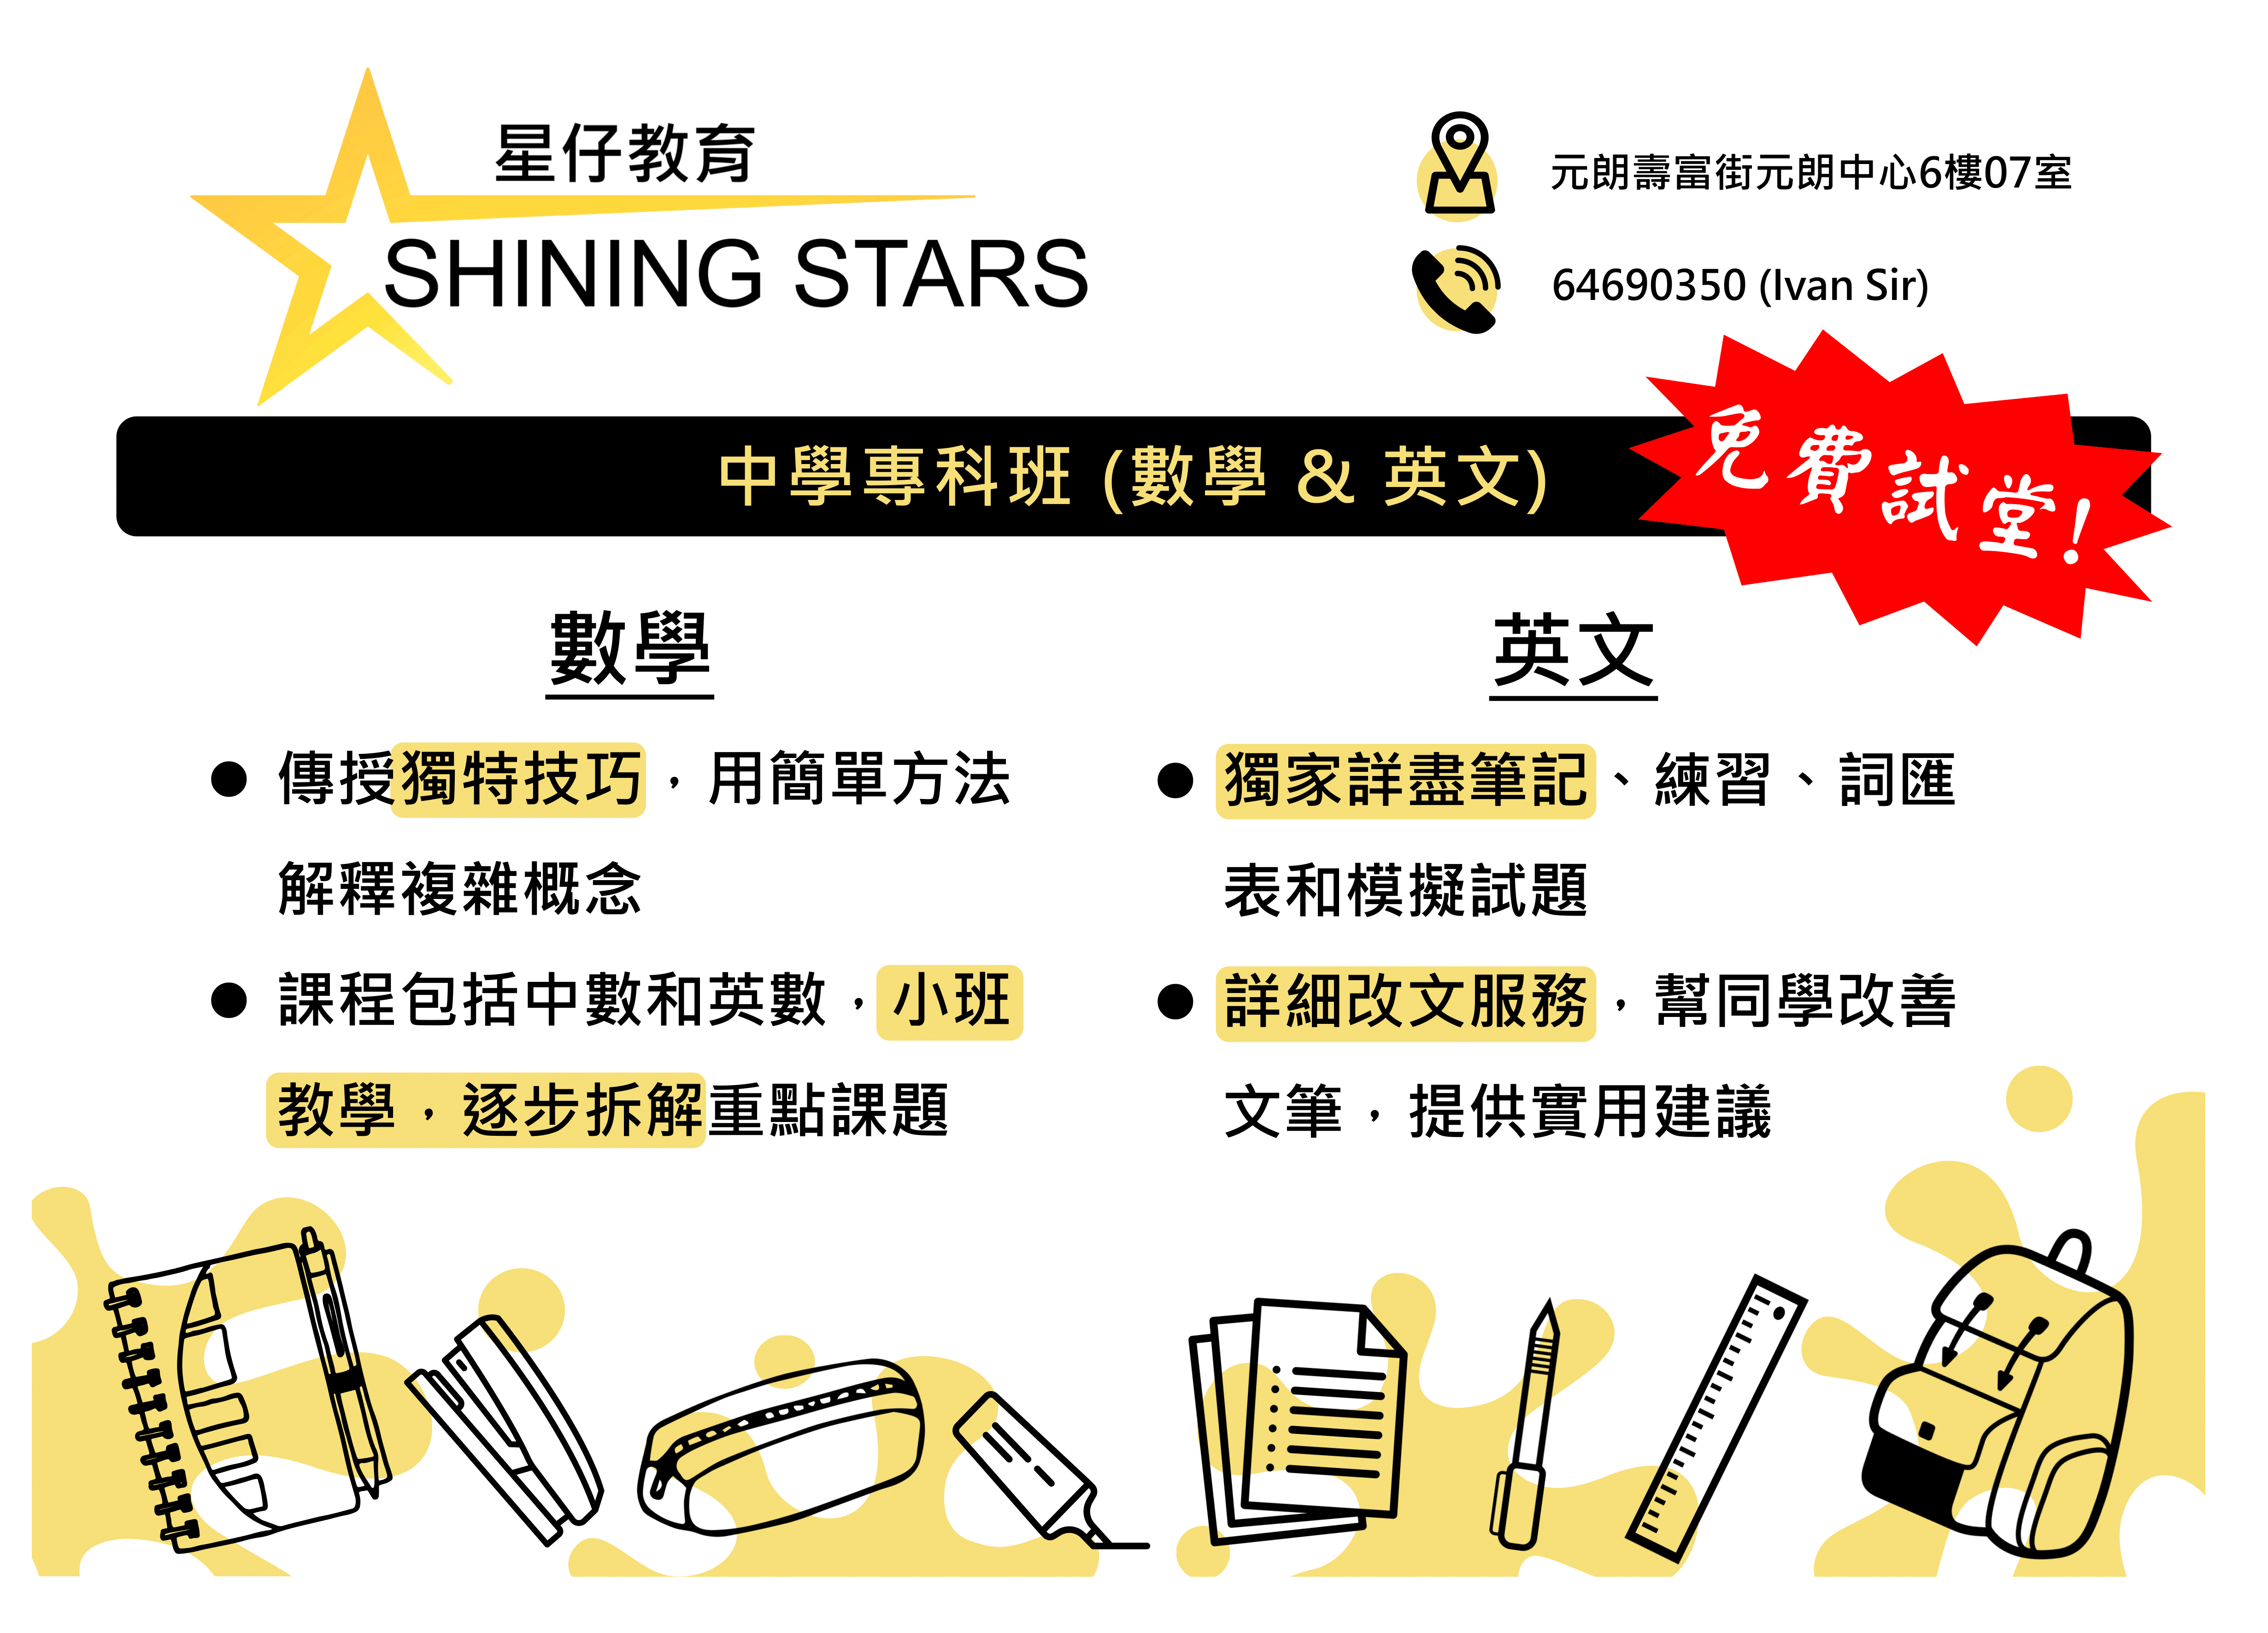 星仔教育
SHINING STARS
元朗壽富街元朗中心6樓07室
64690350 (Ivan Sir)
中學專科班 (數學 & 英文)
免費試堂!
數學
● 傳授獨特技巧，用簡單方法
解釋複雜概念
● 課程包括中數和英數，小班
教學，逐步拆解重點課題
英文
● 獨家詳盡筆記、練習、詞匯
表和模擬試題
● 詳細改文服務，幫同學改善
文筆，提供實用建議